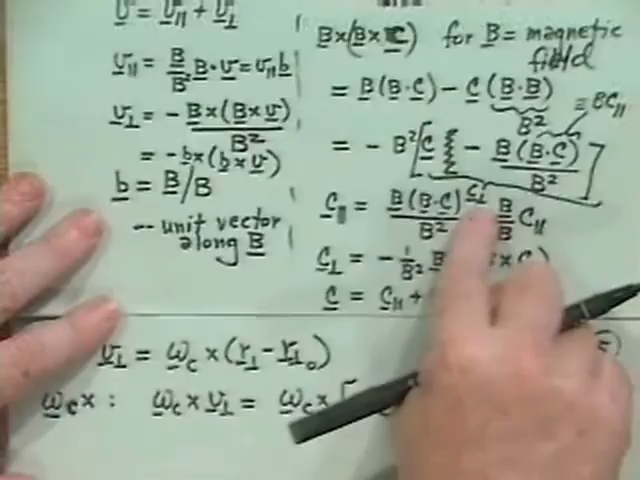 v = v∥ + v⊥
v∥ = B/B² B·v = v∥b
v⊥ = -B×(B×v)/B²
= -b×(b×v)
b = B/B
-- unit vector
along B
B×(B×C) for B = magnetic
field
= B(B·C) - C(B·B)
B² ≡ BC∥
= - B²[C - B(B·C)/B²]
C⊥
C∥ = B(B·C)/B² B/B C∥
C⊥ = - 1/B² B × C)
C = C∥ +
v⊥ = ωc×(r⊥ - r⊥₀) 5)
ωc× : ωc×v⊥ = ωc×[